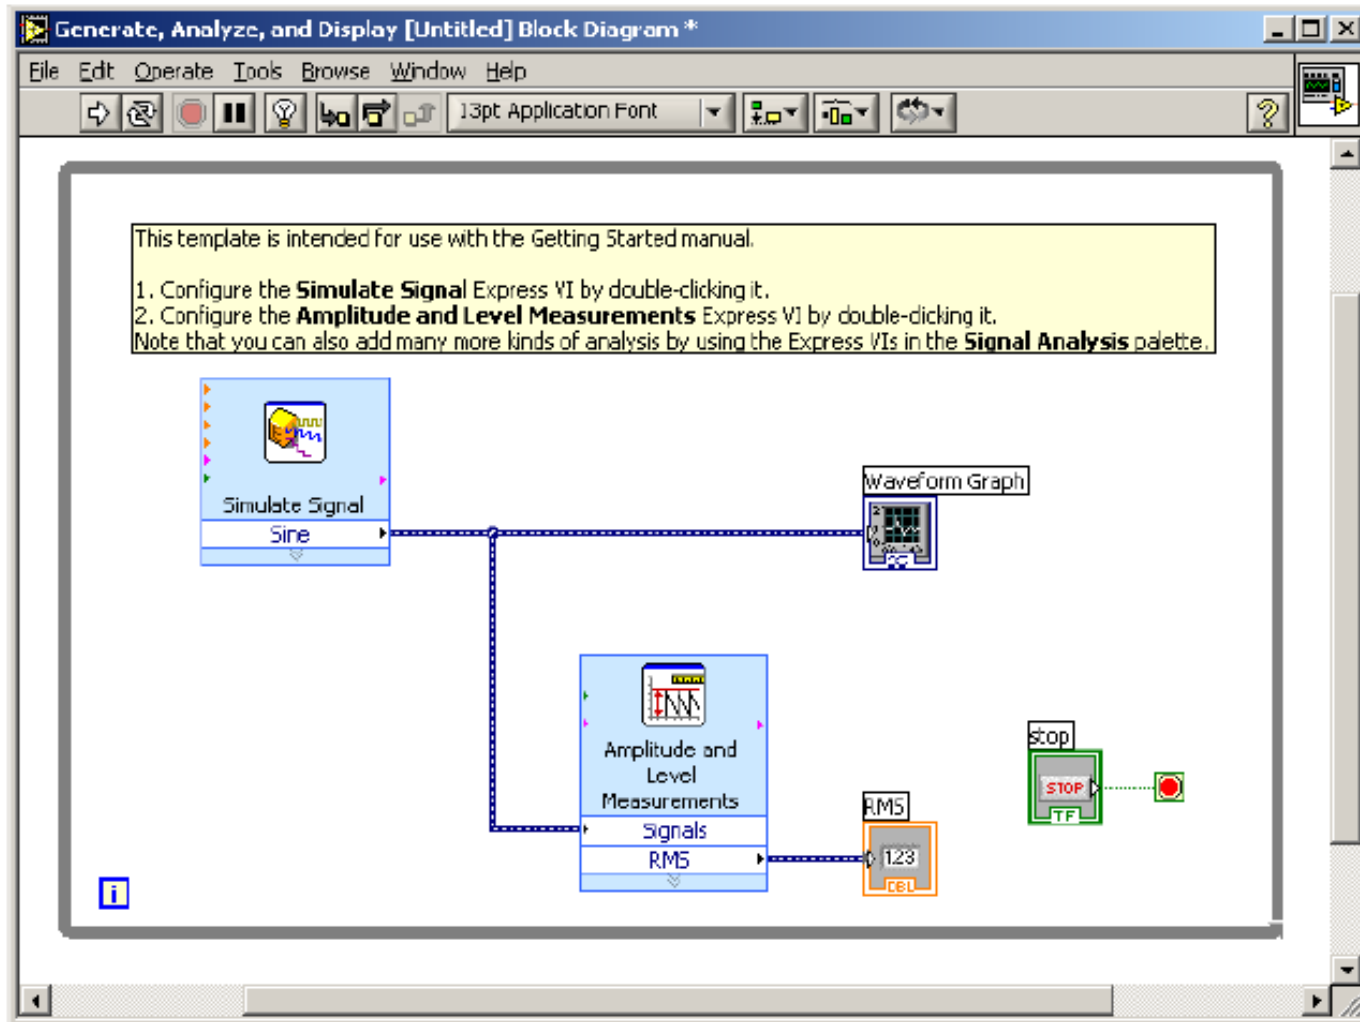 Generate, Analyze, and Display [Untitled] Block Diagram *
File Edit Operate Tools Browse Window Help
13pt Application Font
This template is intended for use with the Getting Started manual.
1. Configure the Simulate Signal Express VI by double-clicking it.
2. Configure the Amplitude and Level Measurements Express VI by double-clicking it.
Note that you can also add many more kinds of analysis by using the Express VIs in the Signal Analysis palette.
Simulate Signal
Sine
Waveform Graph
Amplitude and
Level
Measurements
Signals
RMS
RMS
123
DBL
stop
STOP
TF
i